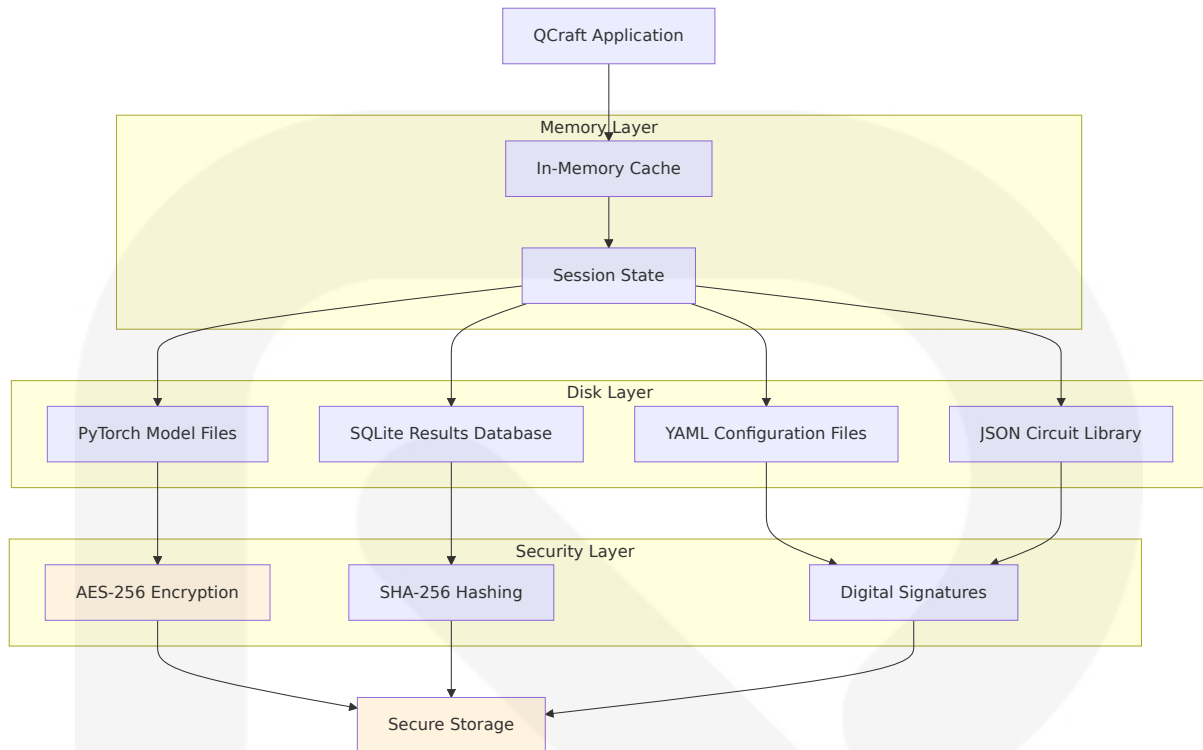 QCraft Application
Memory Layer
In-Memory Cache
Session State
Disk Layer
PyTorch Model Files
SQLite Results Database
YAML Configuration Files
JSON Circuit Library
Security Layer
AES-256 Encryption
SHA-256 Hashing
Digital Signatures
Secure Storage